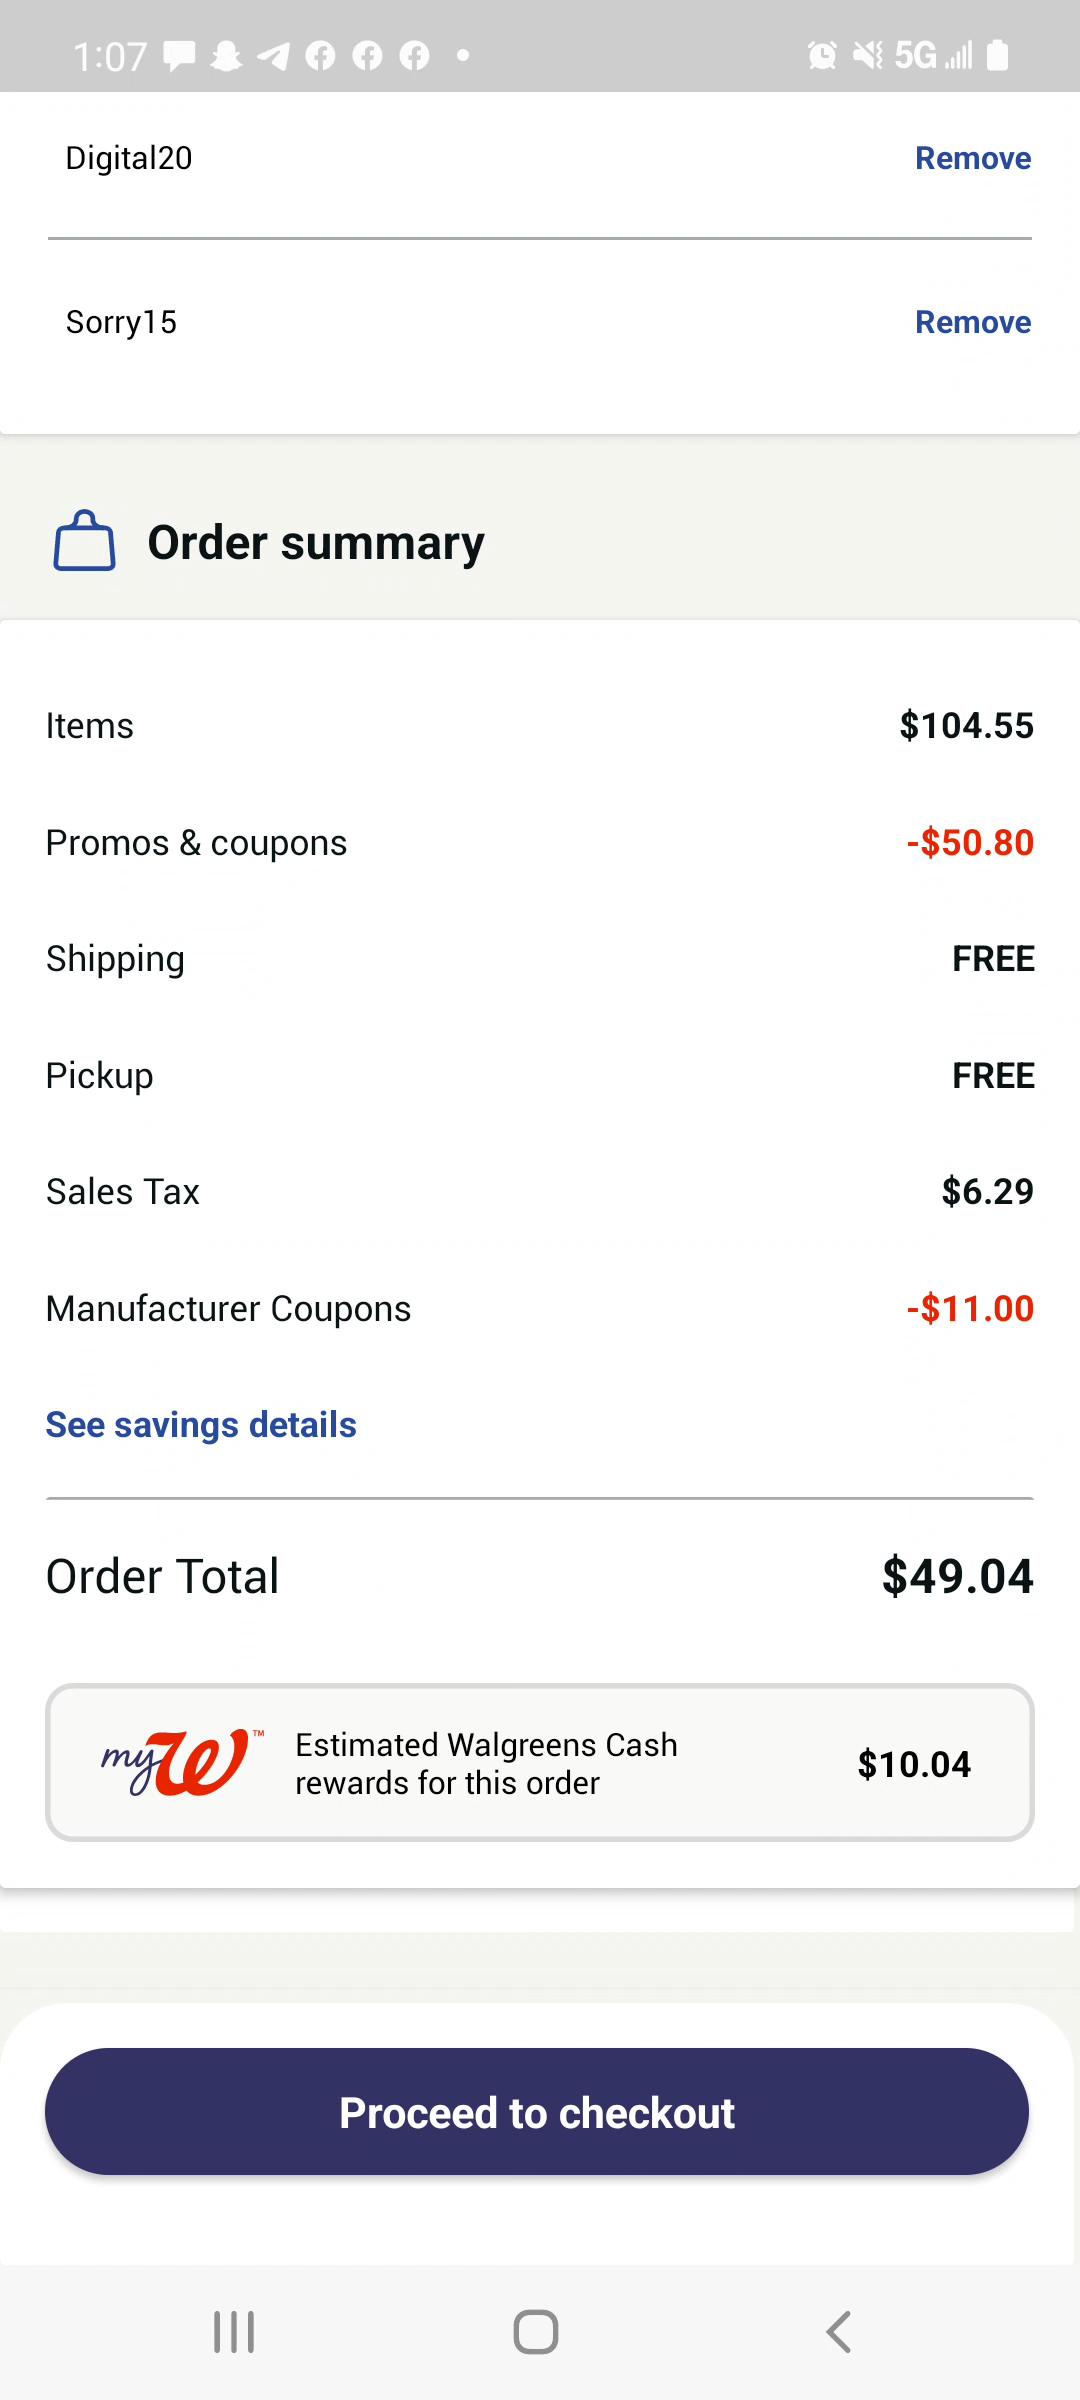 1:07 5G
Digital20 Remove
Sorry15 Remove
Order summary
Items $104.55
Promos & coupons -$50.80
Shipping FREE
Pickup FREE
Sales Tax $6.29
Manufacturer Coupons -$11.00
See savings details
Order Total $49.04
myW™ Estimated Walgreens Cash
rewards for this order $10.04
Proceed to checkout